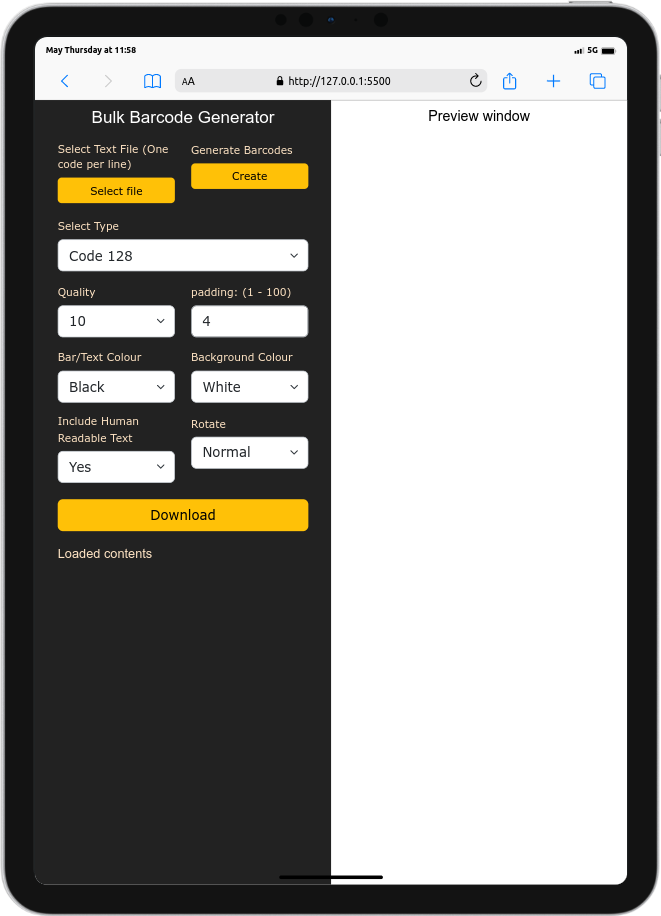 May Thursday at 11:58
5G
AA
http://127.0.0.1:5500
Bulk Barcode Generator
Preview window
Select Text File (One
code per line)
Select file
Generate Barcodes
Create
Select Type
Code 128
Quality
10
padding: (1 - 100)
4
Bar/Text Colour
Black
Background Colour
White
Include Human
Readable Text
Yes
Rotate
Normal
Download
Loaded contents